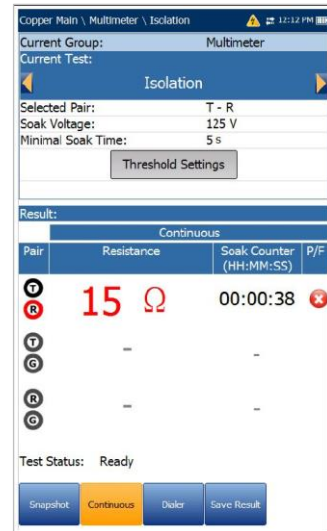 Copper Main \ Multimeter \ Isolation 12:12 PM
Current Group: Multimeter
Current Test:
Isolation
Selected Pair: T - R
Soak Voltage: 125 V
Minimal Soak Time: 5 s
Threshold Settings
Result:
Continuous
Pair Resistance Soak Counter (HH:MM:SS) P/F
T
R 15 Ω 00:00:38
T
G - -
R
G - -
Test Status: Ready
Snapshot Continuous Dialer Save Result